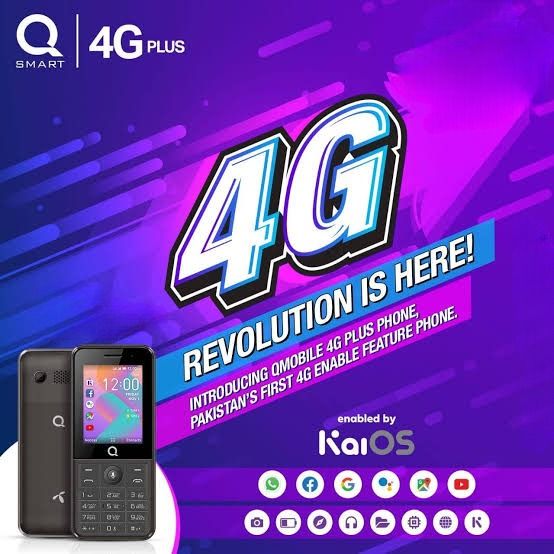 Q
SMART
4G PLUS
4G
REVOLUTION IS HERE!
INTRODUCING QMOBILE 4G PLUS PHONE,
PAKISTAN'S FIRST 4G ENABLE FEATURE PHONE.
enabled by
KaiOS
12:00
FRIDAY
Q